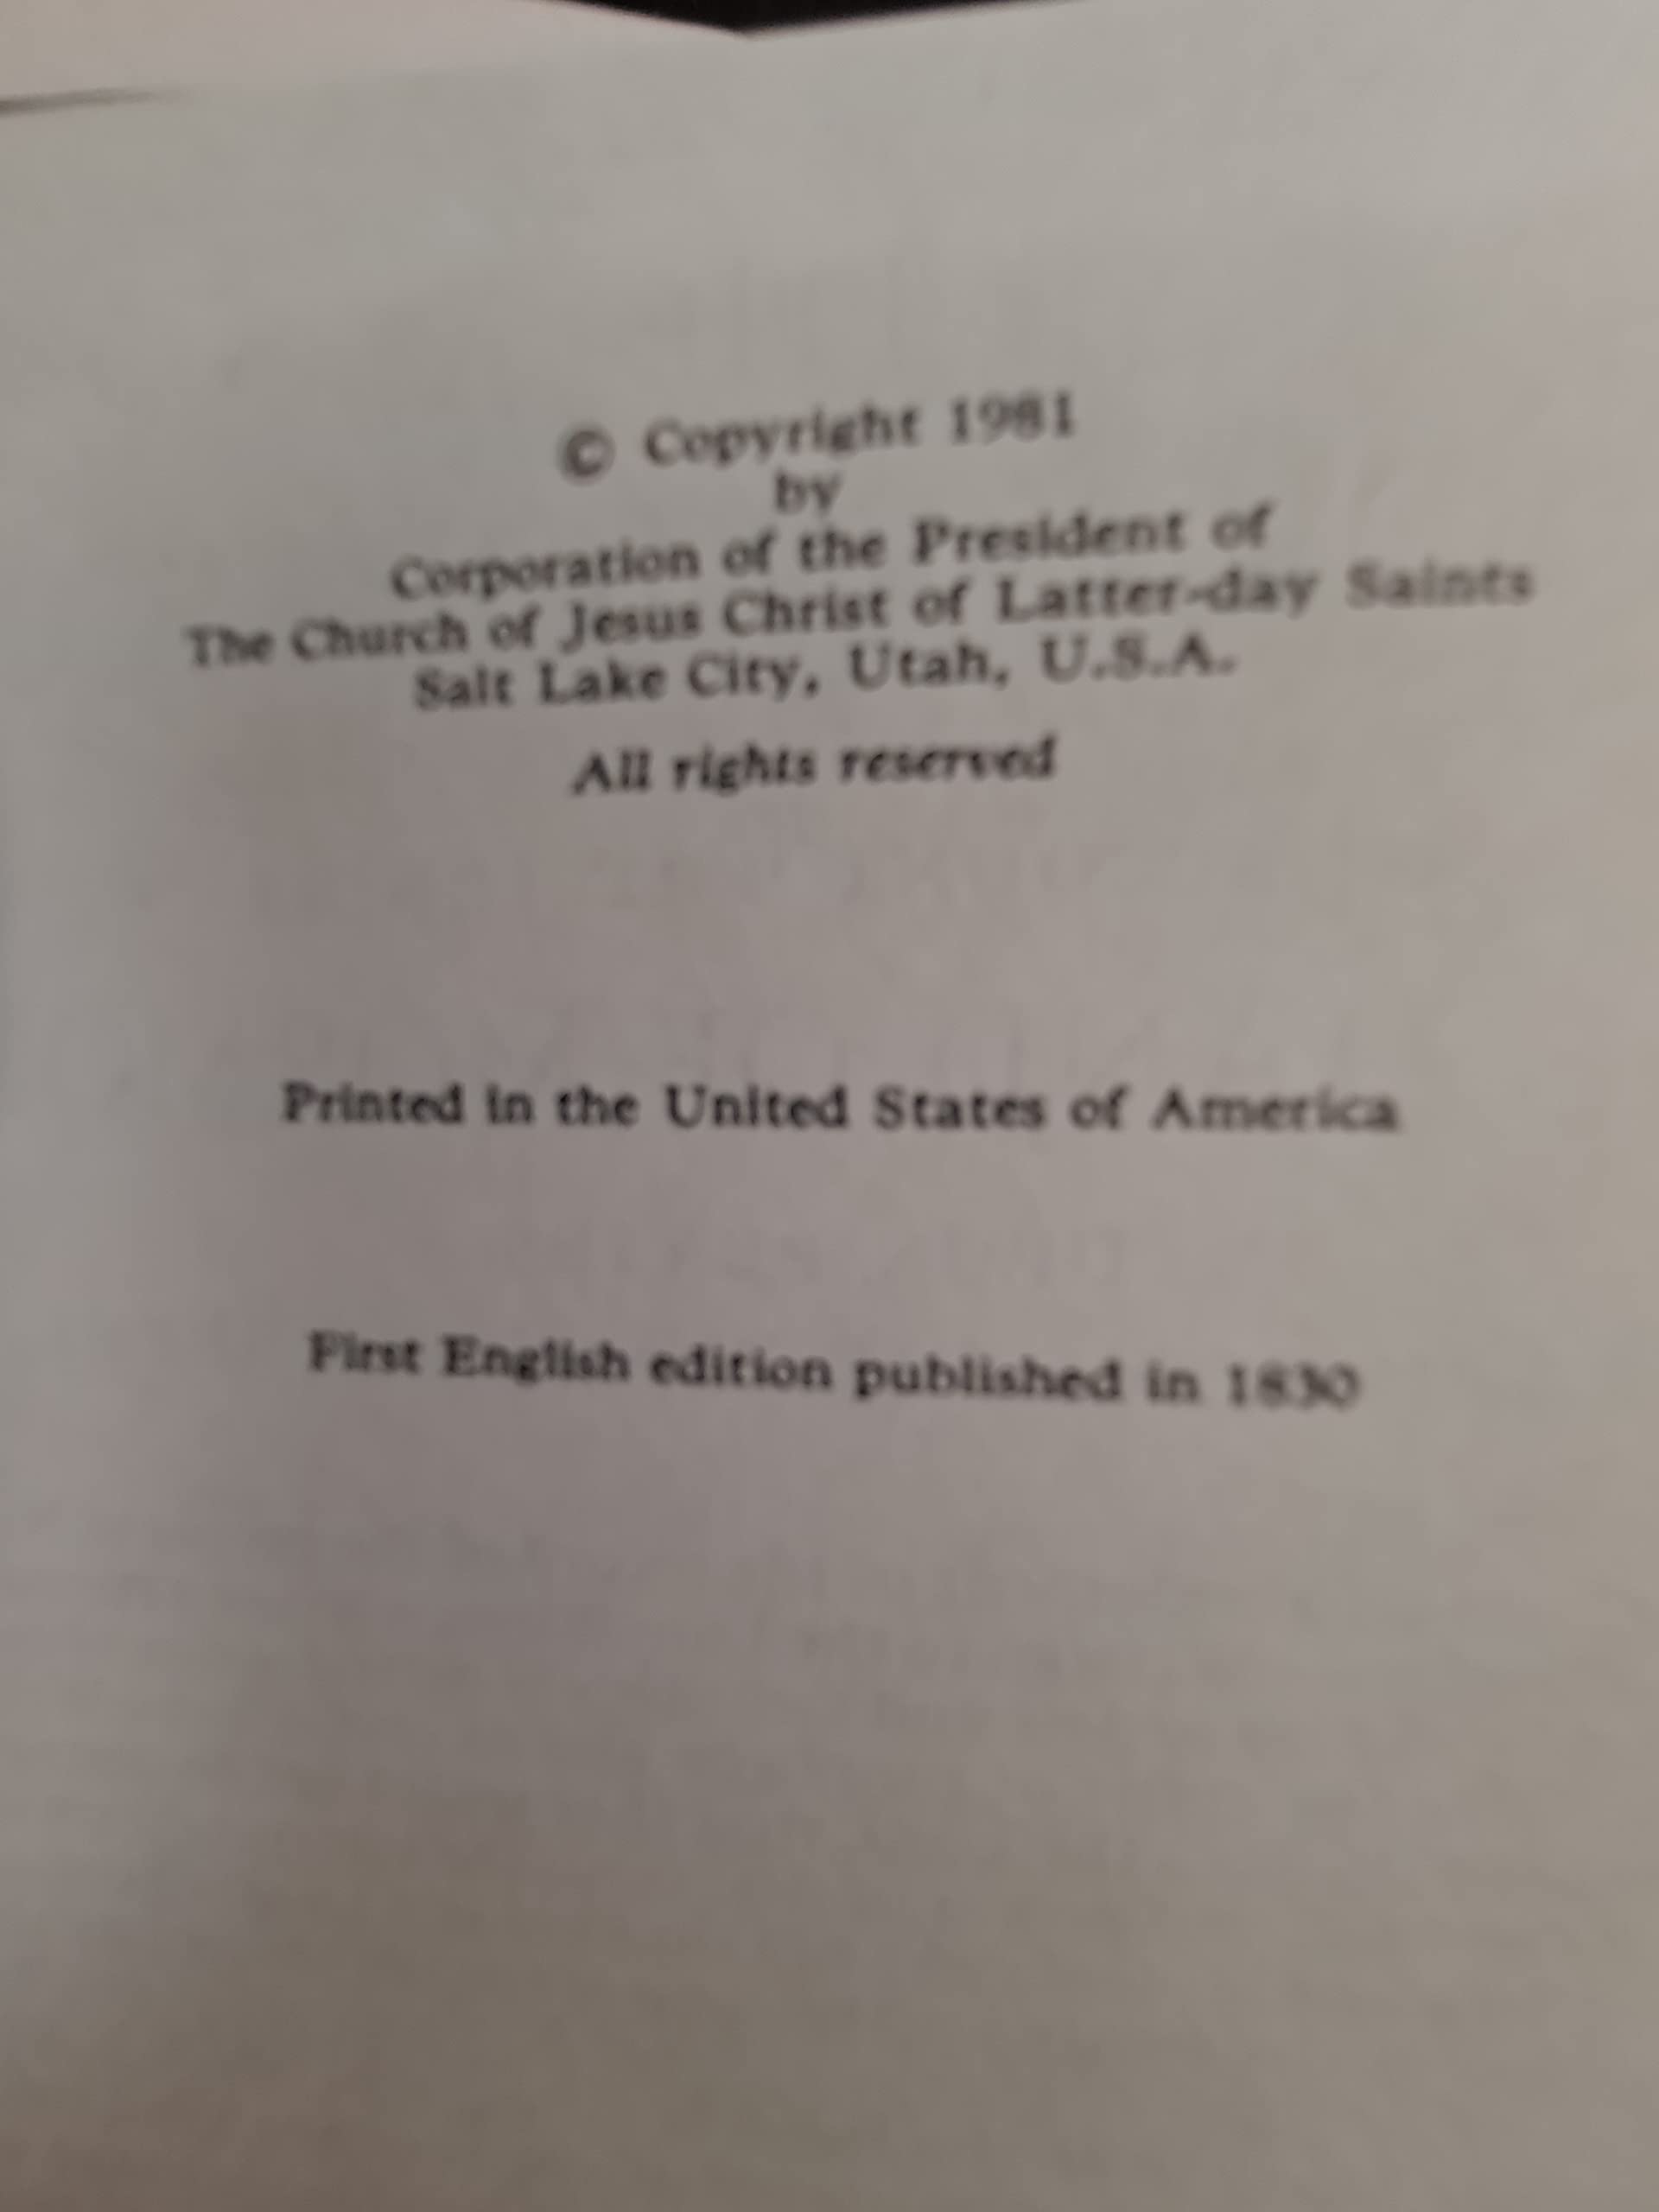 © Copyright 1981
by
Corporation of the President of
The Church of Jesus Christ of Latter-day Saints
Salt Lake City, Utah, U.S.A.
All rights reserved
Printed in the United States of America
First English edition published in 1830